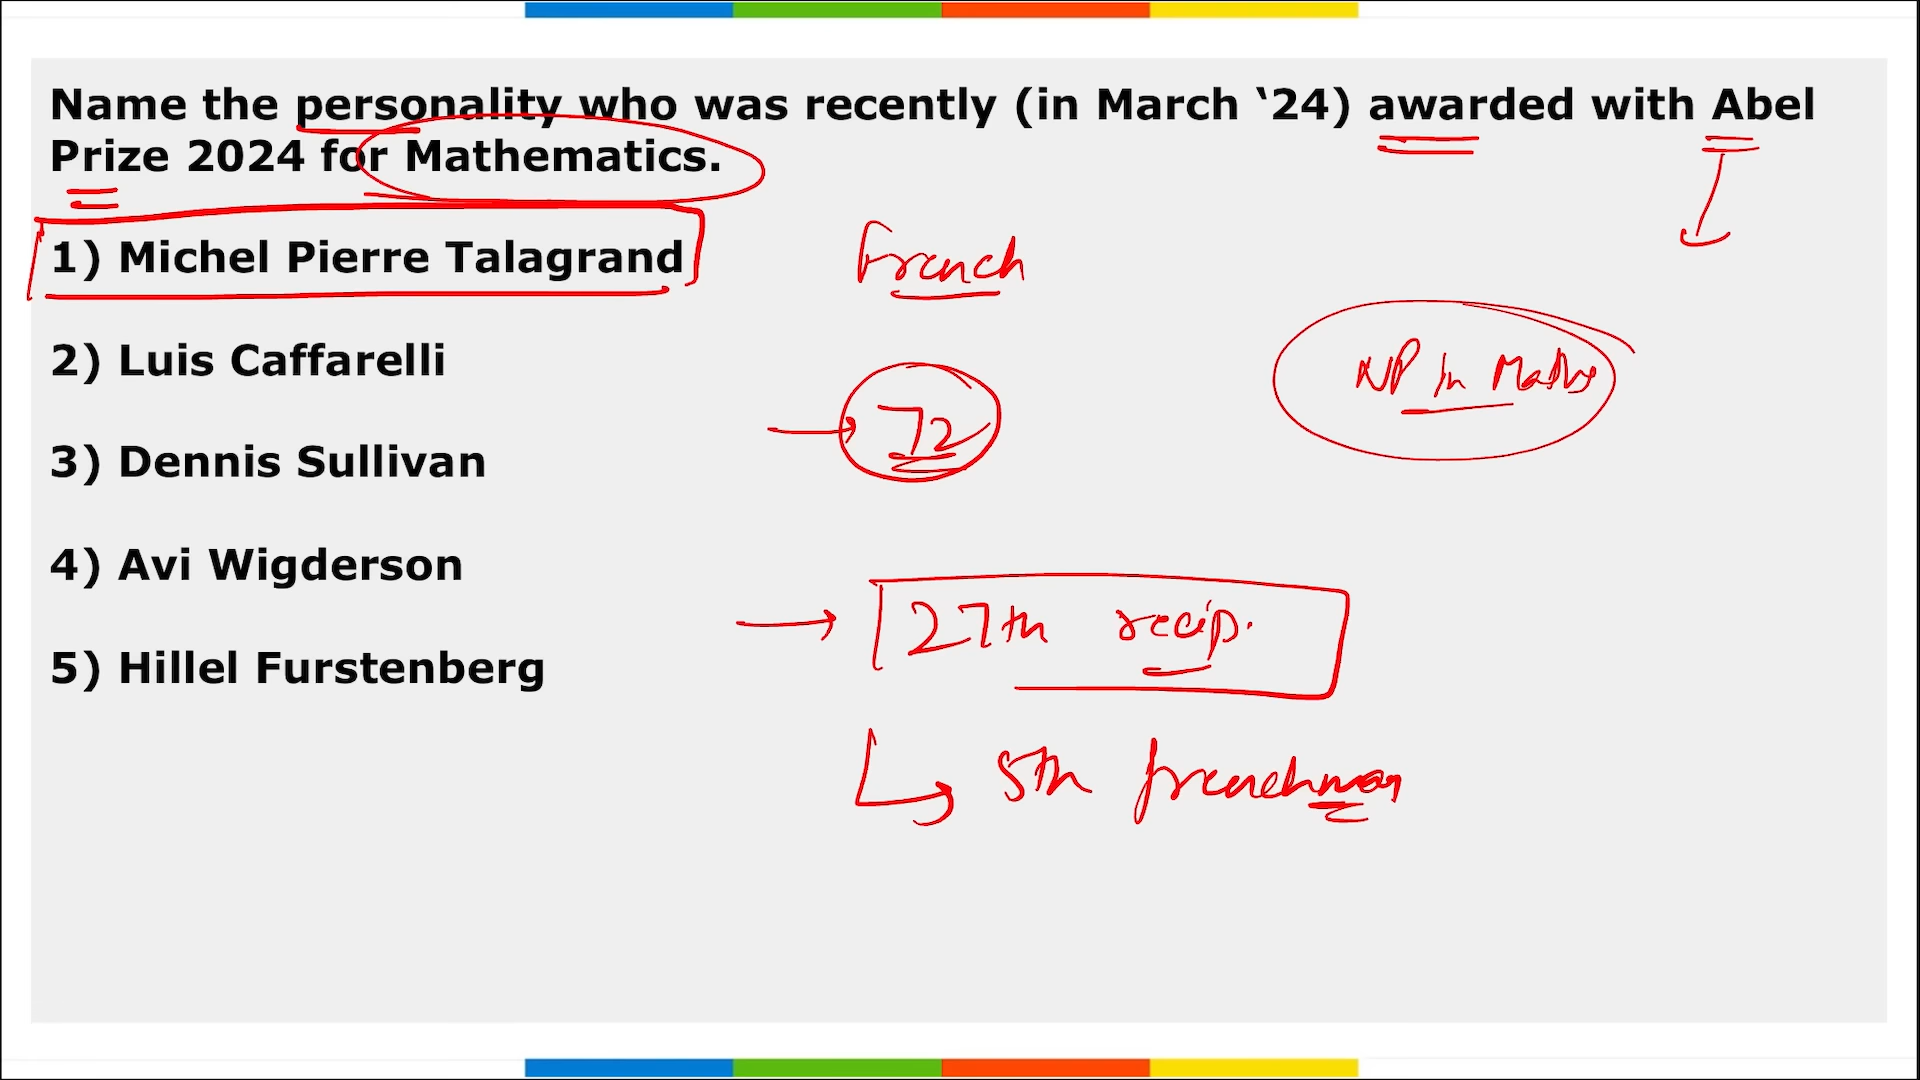 Name the personality who was recently (in March ‘24) awarded with Abel
Prize 2024 for Mathematics.
1) Michel Pierre Talagrand
French
2) Luis Caffarelli
NP in Maths
72
3) Dennis Sullivan
4) Avi Wigderson
27th recip.
5) Hillel Furstenberg
5th frenchman